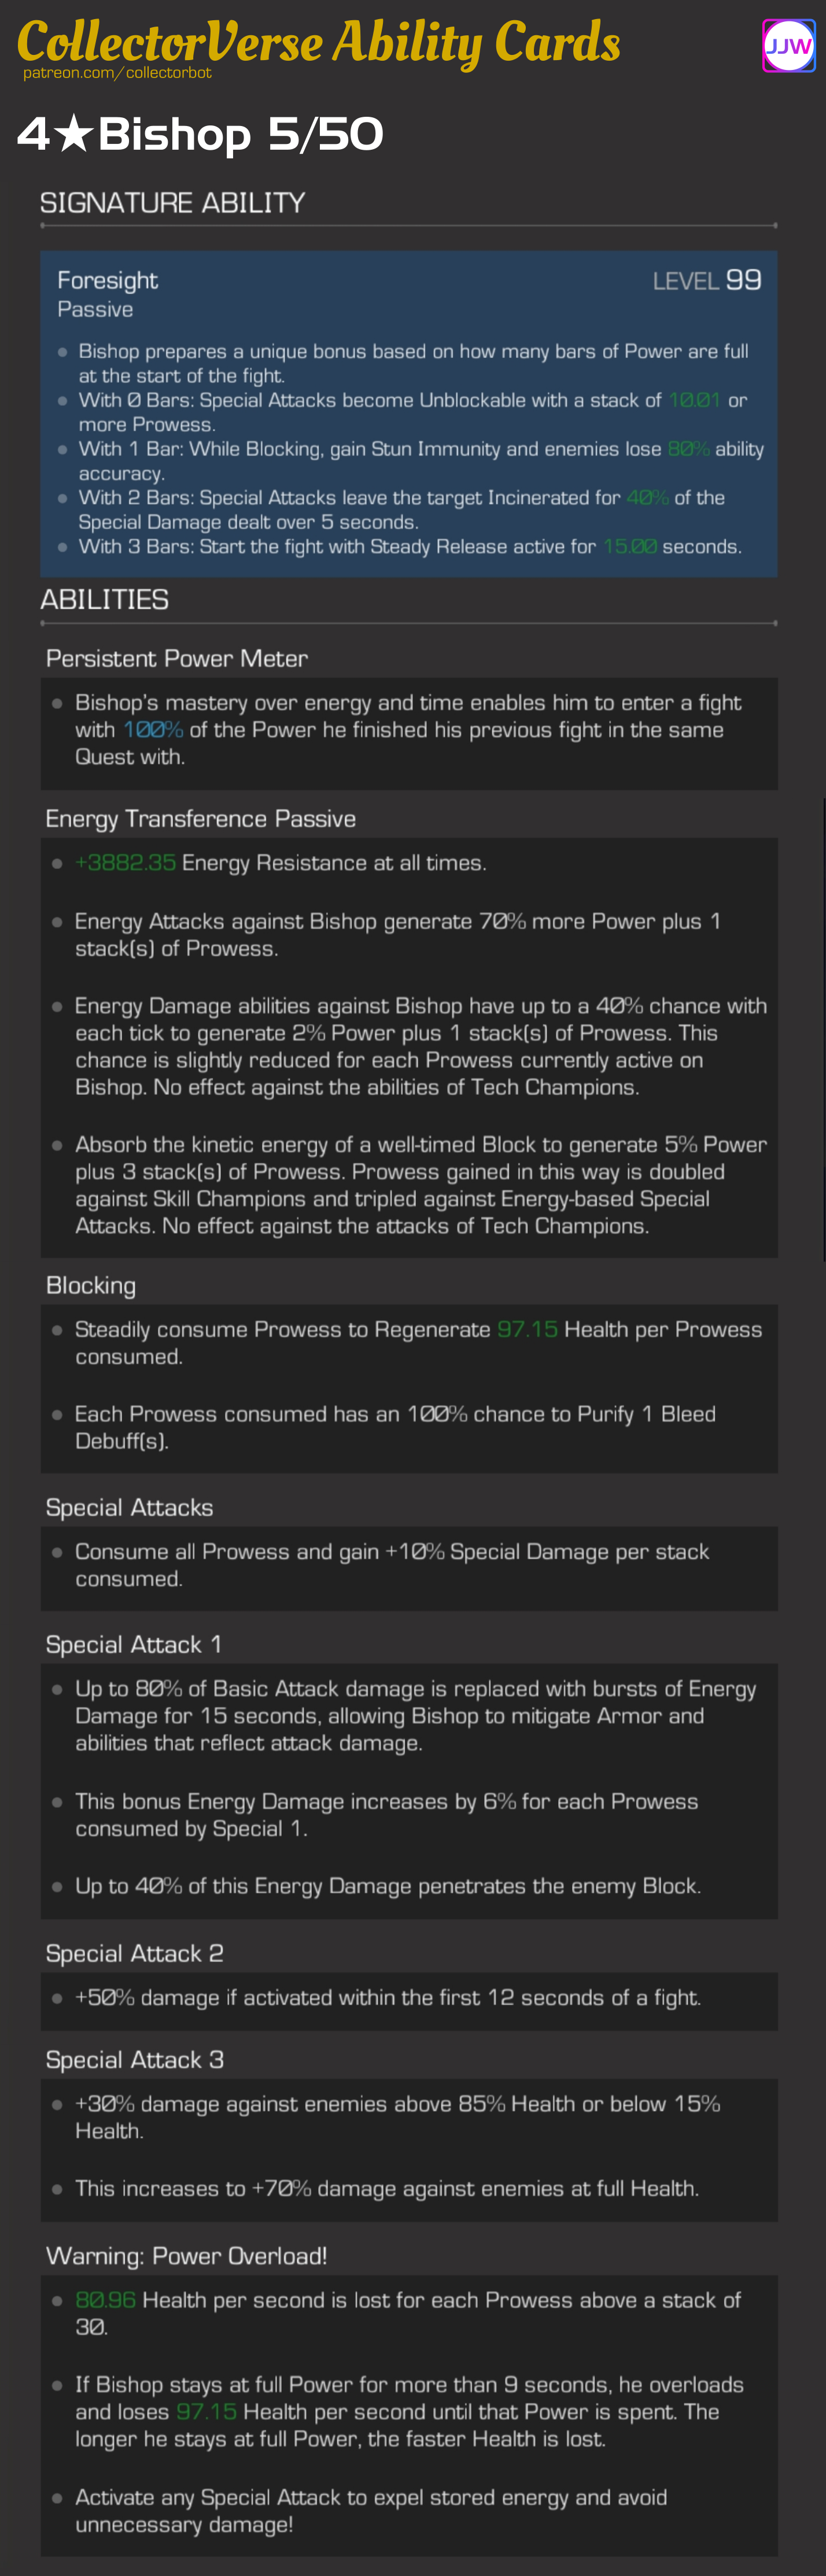 CollectorVerse Ability Cards
JJW
patreon.com/collectorbot
4★Bishop 5/50
SIGNATURE ABILITY
Foresight LEVEL 99
Passive
Bishop prepares a unique bonus based on how many bars of Power are full
at the start of the fight.
With 0 Bars: Special Attacks become Unblockable with a stack of 10.01 or
more Prowess.
With 1 Bar: While Blocking, gain Stun Immunity and enemies lose 80% ability
accuracy.
With 2 Bars: Special Attacks leave the target Incinerated for 40% of the
Special Damage dealt over 5 seconds.
With 3 Bars: Start the fight with Steady Release active for 15.00 seconds.
ABILITIES
Persistent Power Meter
Bishop's mastery over energy and time enables him to enter a fight
with 100% of the Power he finished his previous fight in the same
Quest with.
Energy Transference Passive
+3882.35 Energy Resistance at all times.
Energy Attacks against Bishop generate 70% more Power plus 1
stack(s) of Prowess.
Energy Damage abilities against Bishop have up to a 40% chance with
each tick to generate 2% Power plus 1 stack(s) of Prowess. This
chance is slightly reduced for each Prowess currently active on
Bishop. No effect against the abilities of Tech Champions.
Absorb the kinetic energy of a well-timed Block to generate 5% Power
plus 3 stack(s) of Prowess. Prowess gained in this way is doubled
against Skill Champions and tripled against Energy-based Special
Attacks. No effect against the attacks of Tech Champions.
Blocking
Steadily consume Prowess to Regenerate 97.15 Health per Prowess
consumed.
Each Prowess consumed has an 100% chance to Purify 1 Bleed
Debuff(s).
Special Attacks
Consume all Prowess and gain +10% Special Damage per stack
consumed.
Special Attack 1
Up to 80% of Basic Attack damage is replaced with bursts of Energy
Damage for 15 seconds, allowing Bishop to mitigate Armor and
abilities that reflect attack damage.
This bonus Energy Damage increases by 6% for each Prowess
consumed by Special 1.
Up to 40% of this Energy Damage penetrates the enemy Block.
Special Attack 2
+50% damage if activated within the first 12 seconds of a fight.
Special Attack 3
+30% damage against enemies above 85% Health or below 15%
Health.
This increases to +70% damage against enemies at full Health.
Warning: Power Overload!
80.96 Health per second is lost for each Prowess above a stack of
30.
If Bishop stays at full Power for more than 9 seconds, he overloads
and loses 97.15 Health per second until that Power is spent. The
longer he stays at full Power, the faster Health is lost.
Activate any Special Attack to expel stored energy and avoid
unnecessary damage!